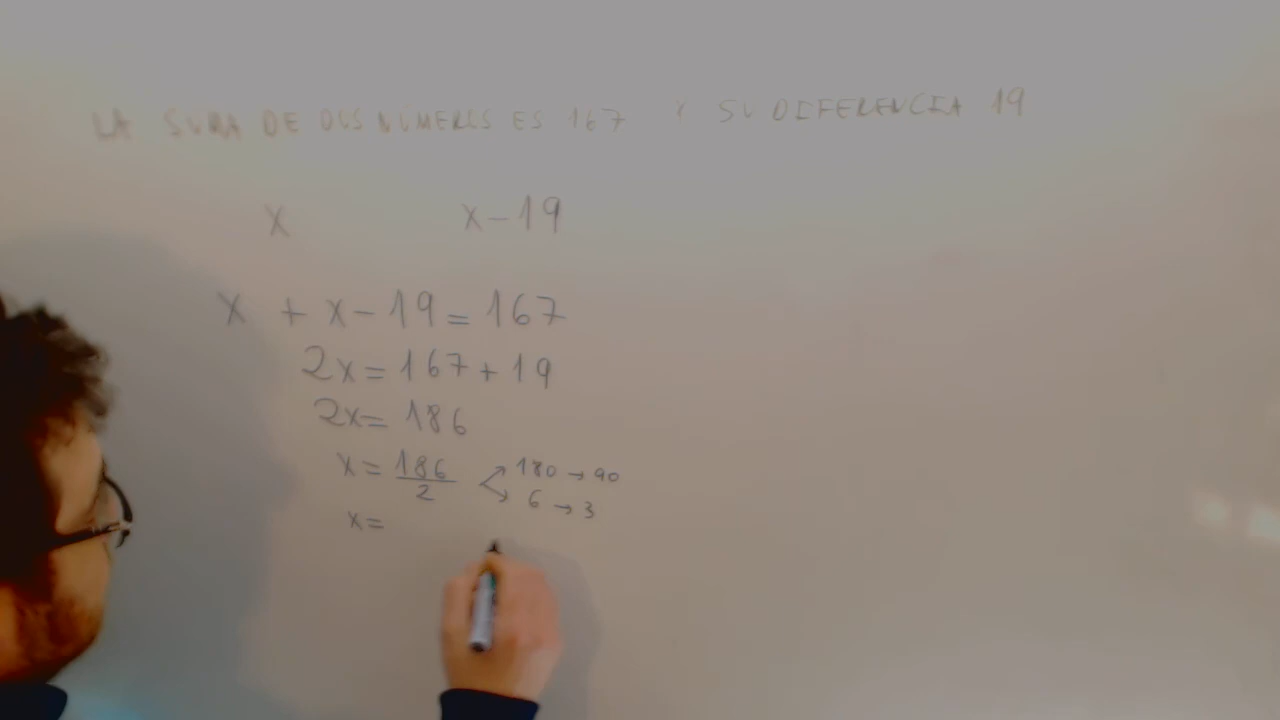 LA SUMA DE DOS NÚMEROS ES 167 Y SU DIFERENCIA 19
x x-19
x + x-19=167
2x=167+19
2x=186
x=186/2 180→90
6→3
x=